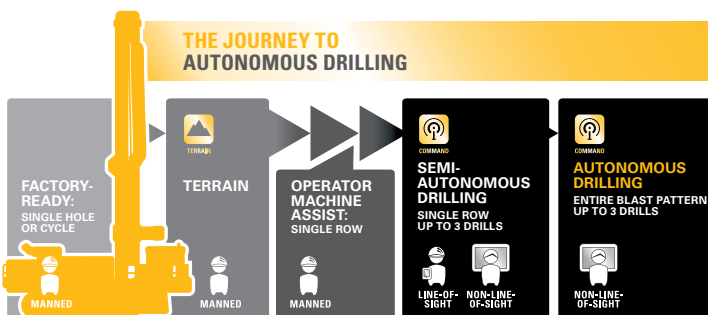 THE JOURNEY TO
AUTONOMOUS DRILLING
FACTORY-
READY:
SINGLE HOLE
OR CYCLE
MANNED
TERRAIN
TERRAIN
MANNED
OPERATOR
MACHINE
ASSIST:
SINGLE ROW
MANNED
COMMAND
SEMI-
AUTONOMOUS
DRILLING
SINGLE ROW
UP TO 3 DRILLS
LINE-OF-
SIGHT
NON-LINE-
OF-SIGHT
COMMAND
AUTONOMOUS
DRILLING
ENTIRE BLAST PATTERN
UP TO 3 DRILLS
NON-LINE-
OF-SIGHT